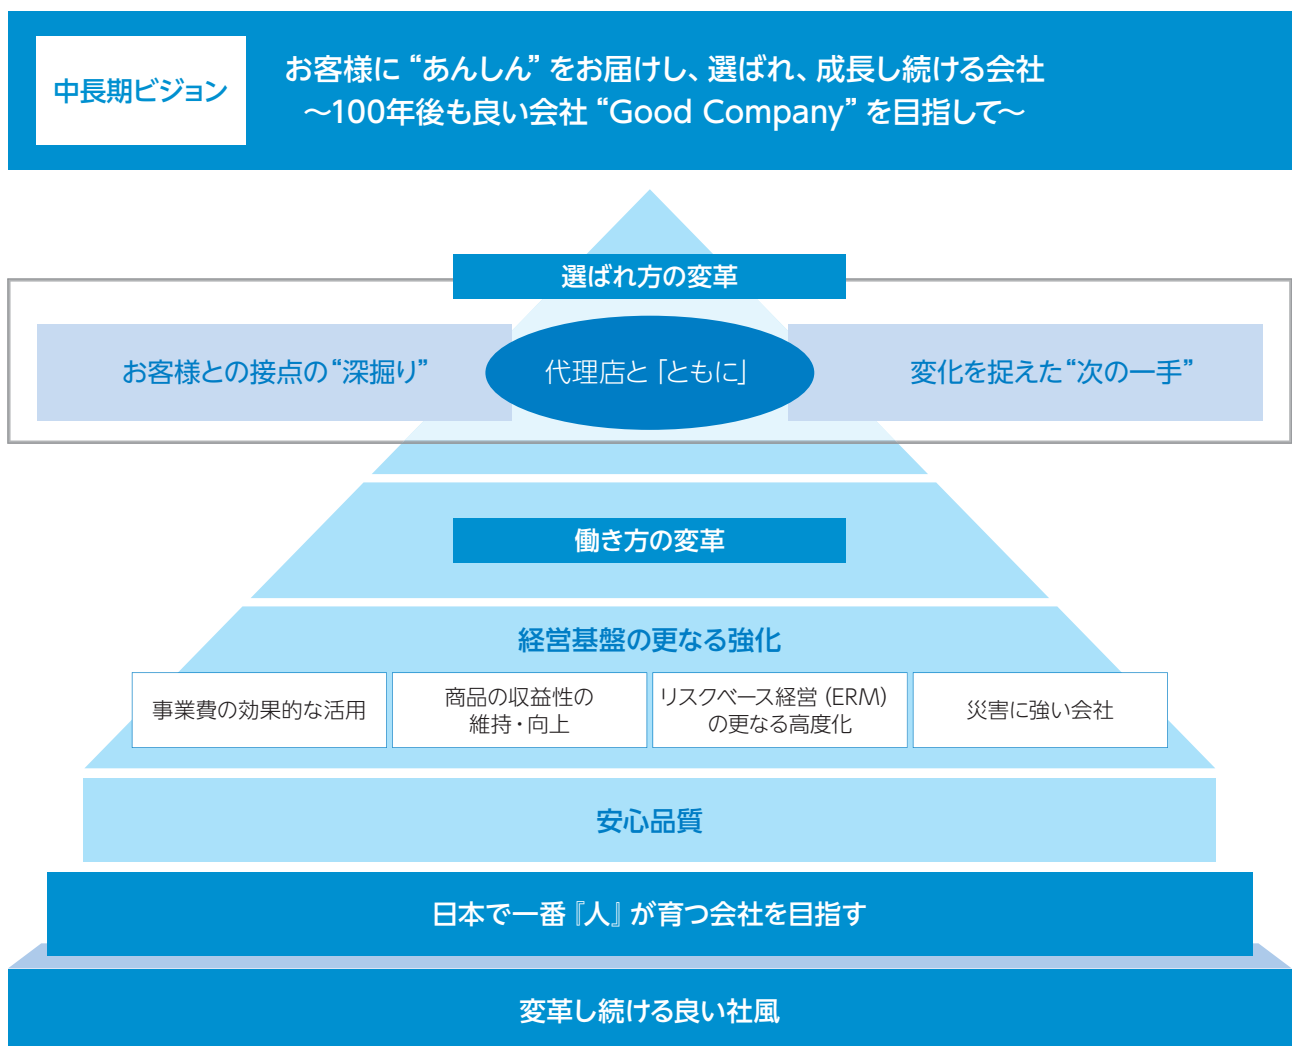 中長期ビジョン
お客様に “あんしん” をお届けし、選ばれ、成長し続ける会社
～100年後も良い会社 “Good Company” を目指して～
選ばれ方の変革
お客様との接点の“深掘り”
代理店と「ともに」
変化を捉えた“次の一手”
働き方の変革
経営基盤の更なる強化
事業費の効果的な活用
商品の収益性の
維持・向上
リスクベース経営 (ERM)
の更なる高度化
災害に強い会社
安心品質
日本で一番『人』が育つ会社を目指す
変革し続ける良い社風